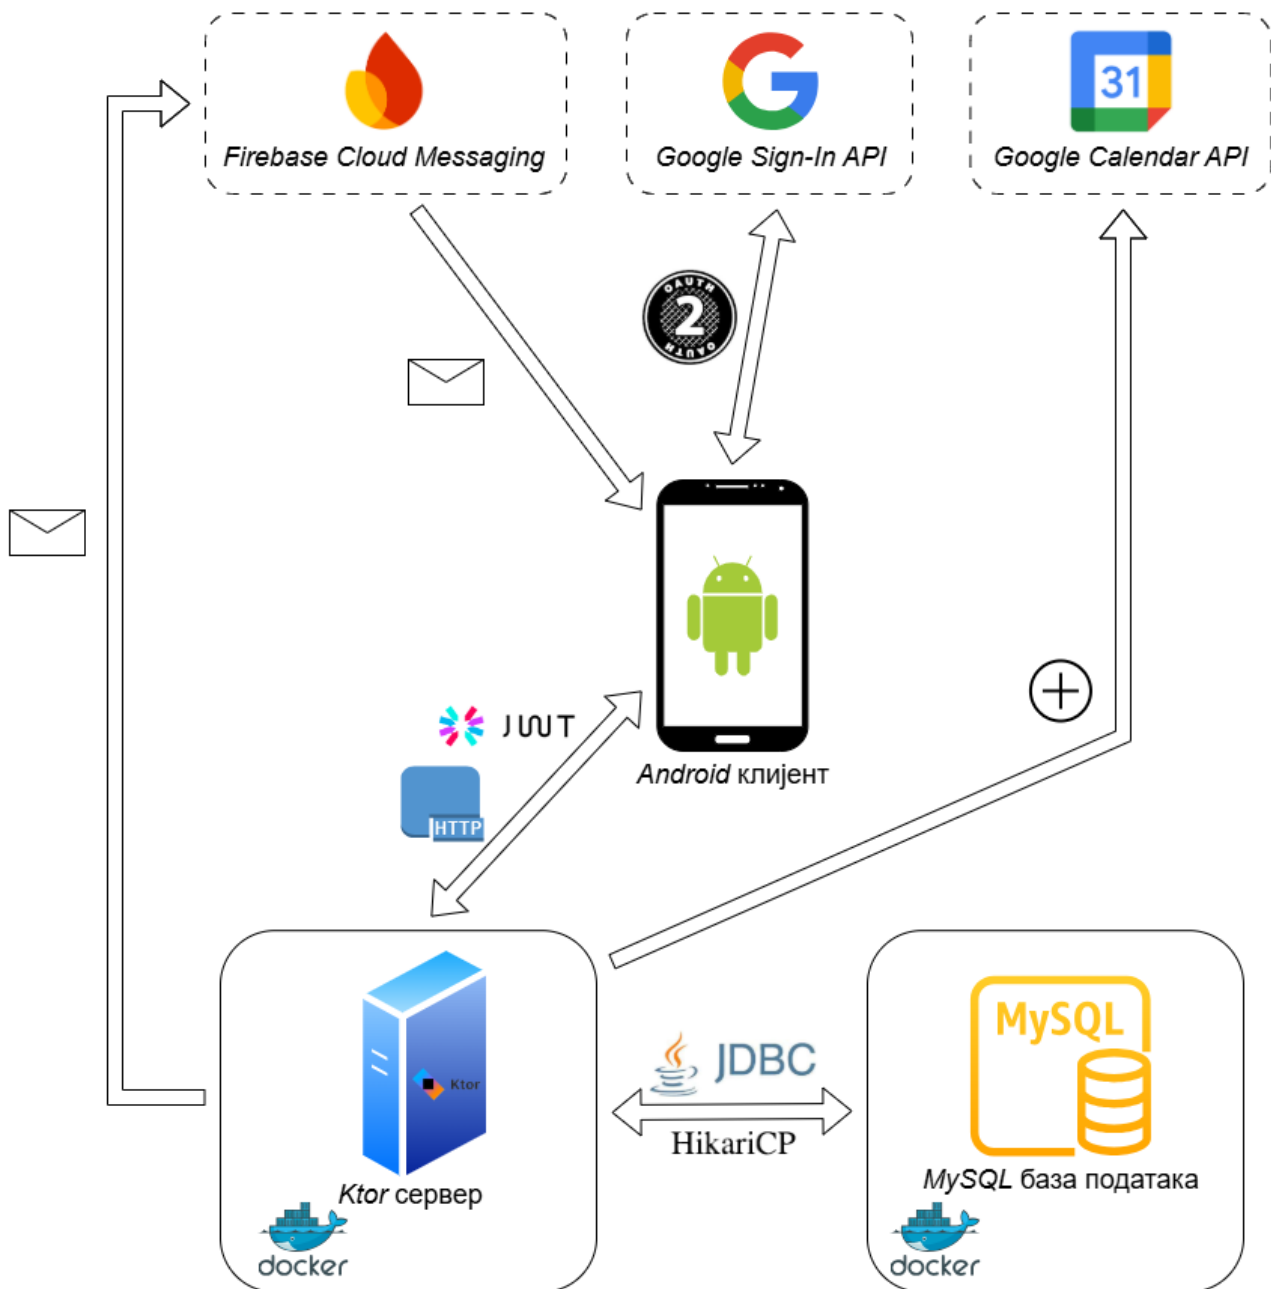 Firebase Cloud Messaging
Google Sign-In API
31
Google Calendar API
OAUTH
2
OAUTH
JWT
HTTP
Android клијент
Ktor
Ktor сервер
docker
JDBC
HikariCP
MySQL
MySQL база података
docker